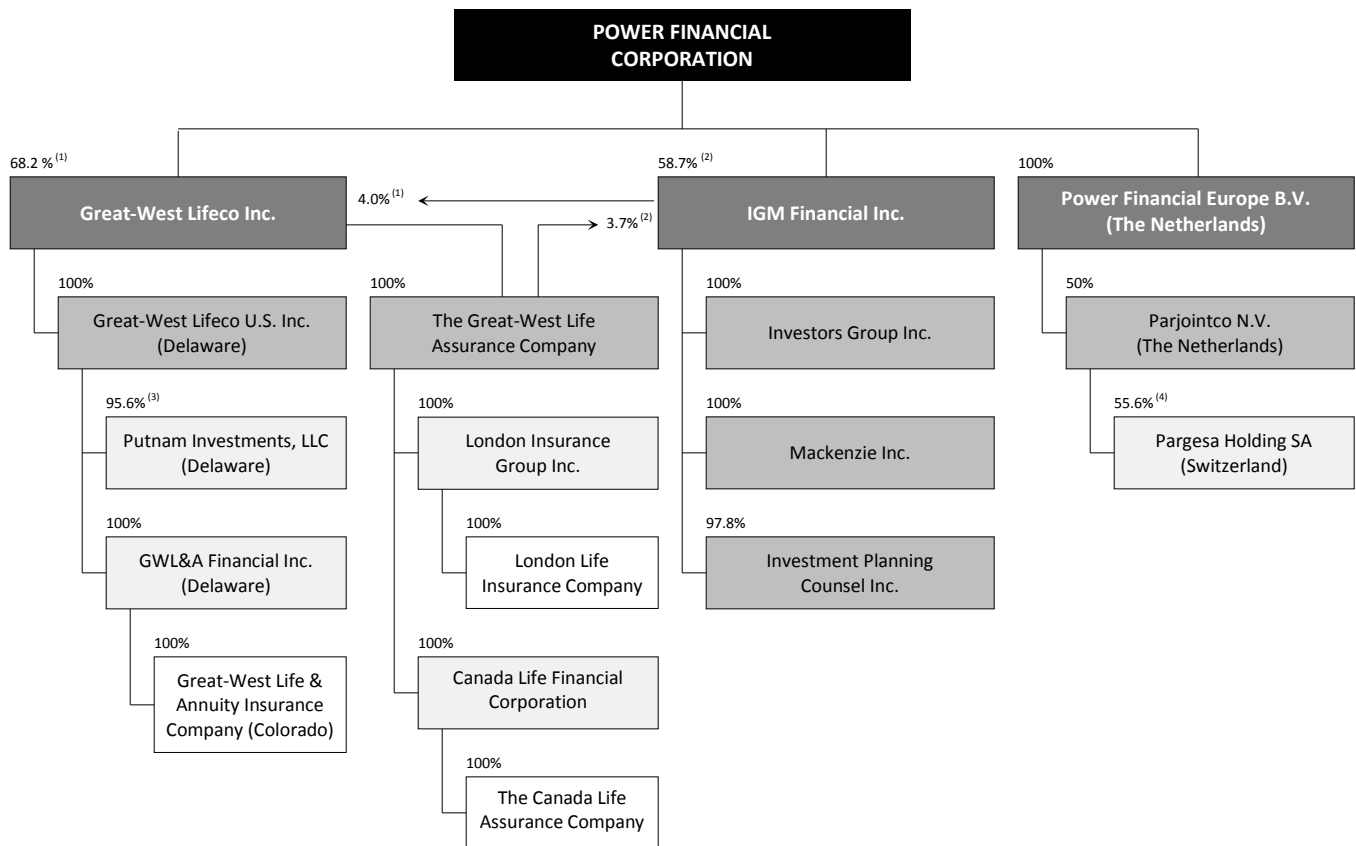 POWER FINANCIAL
CORPORATION
68.2 % (1)
Great-West Lifeco Inc.
4.0% (1)
3.7% (2)
58.7% (2)
IGM Financial Inc.
100%
Power Financial Europe B.V.
(The Netherlands)
100%
Great-West Lifeco U.S. Inc.
(Delaware)
100%
The Great-West Life
Assurance Company
100%
Investors Group Inc.
50%
Parjointco N.V.
(The Netherlands)
95.6% (3)
Putnam Investments, LLC
(Delaware)
100%
London Insurance
Group Inc.
100%
Mackenzie Inc.
55.6% (4)
Pargesa Holding SA
(Switzerland)
100%
GWL&A Financial Inc.
(Delaware)
100%
London Life
Insurance Company
97.8%
Investment Planning
Counsel Inc.
100%
Great-West Life &
Annuity Insurance
Company (Colorado)
100%
Canada Life Financial
Corporation
100%
The Canada Life
Assurance Company